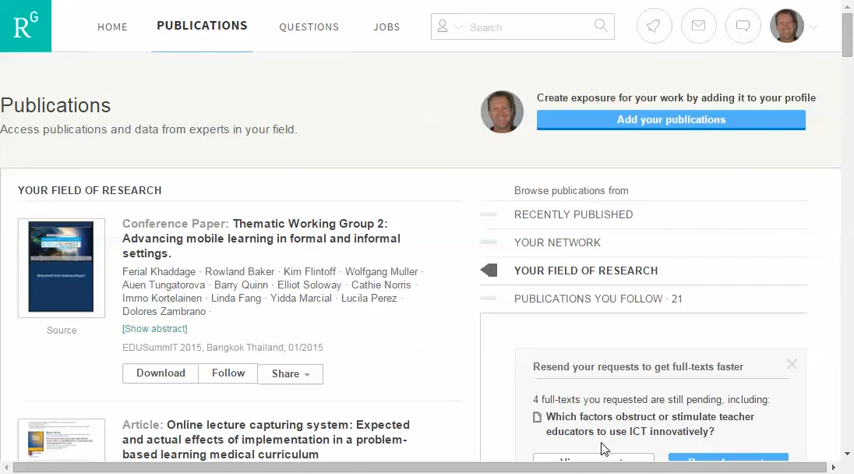 RG
HOME
PUBLICATIONS
QUESTIONS
JOBS
Search
Publications
Access publications and data from experts in your field.
Create exposure for your work by adding it to your profile
Add your publications
YOUR FIELD OF RESEARCH
Conference Paper: Thematic Working Group 2:
Advancing mobile learning in formal and informal
settings.
Ferial Khaddage · Rowland Baker · Kim Flintoff · Wolfgang Muller ·
Auen Tungatorova · Barry Quinn · Elliot Soloway · Cathie Norris ·
Immo Kortelainen · Linda Fang · Yidda Marcial · Lucila Perez ·
Dolores Zambrano ·
[Show abstract]
EDUSummIT 2015, Bangkok Thailand; 01/2015
Source
Download
Follow
Share
Article: Online lecture capturing system: Expected
and actual effects of implementation in a problem-
based learning medical curriculum
Browse publications from
RECENTLY PUBLISHED
YOUR NETWORK
YOUR FIELD OF RESEARCH
PUBLICATIONS YOU FOLLOW · 21
Resend your requests to get full-texts faster
4 full-texts you requested are still pending, including:
Which factors obstruct or stimulate teacher
educators to use ICT innovatively?